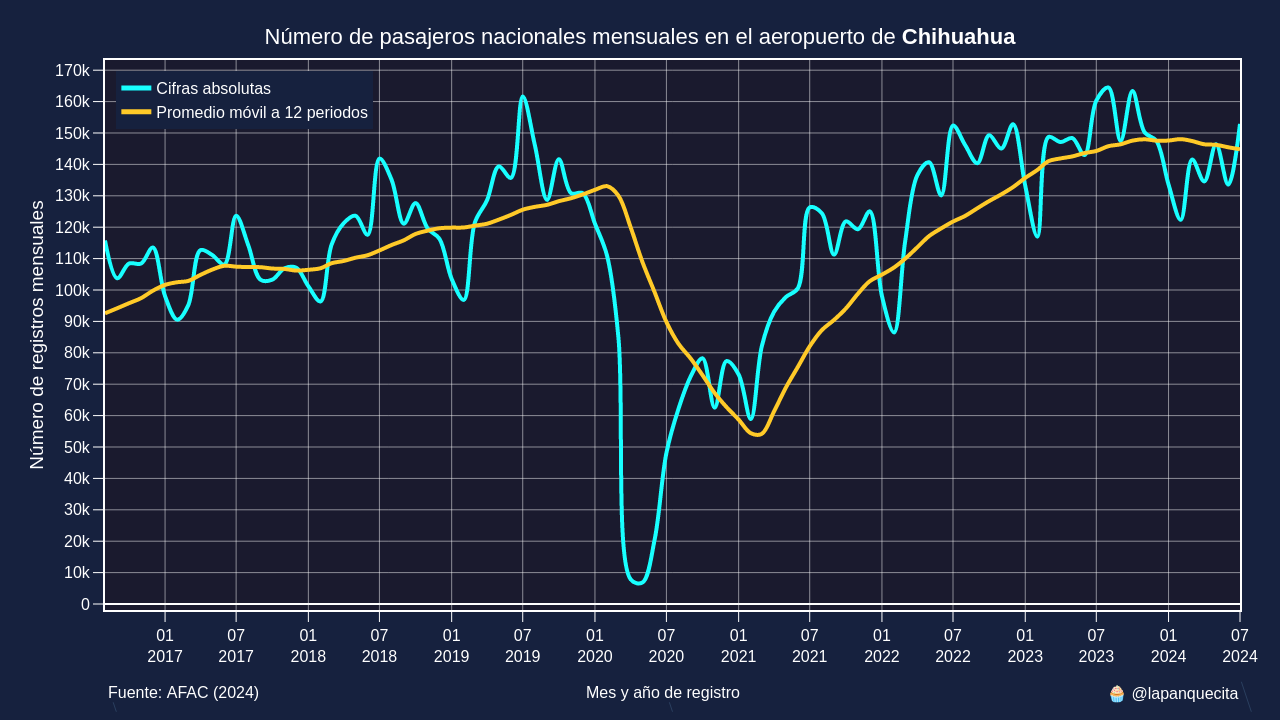 Número de pasajeros nacionales mensuales en el aeropuerto de Chihuahua
Cifras absolutas
Promedio móvil a 12 periodos
Número de registros mensuales
170k
160k
150k
140k
130k
120k
110k
100k
90k
80k
70k
60k
50k
40k
30k
20k
10k
0
01 07 01 07 01 07 01 07 01 07 01 07 01 07 01 07
2017 2017 2018 2018 2019 2019 2020 2020 2021 2021 2022 2022 2023 2023 2024 2024
Fuente: AFAC (2024)
Mes y año de registro
🧁 @lapanquecita